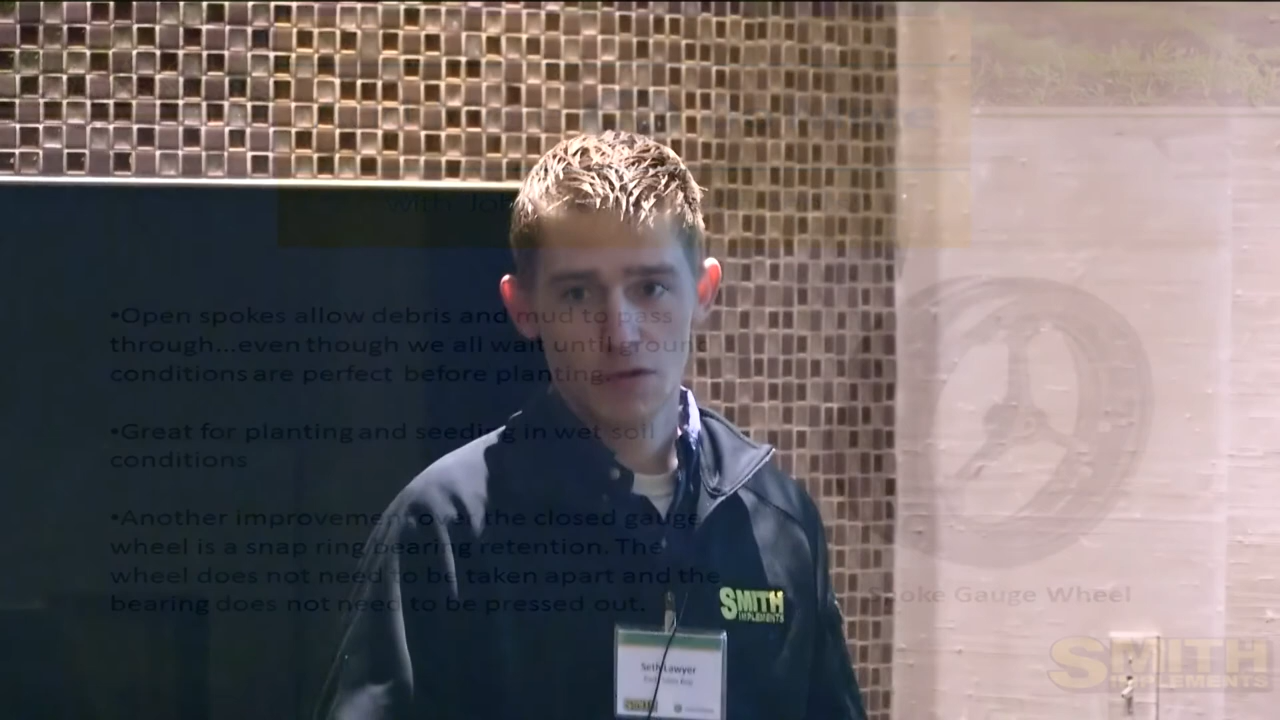 with Joh
•Open spokes allow debris and mud to pass
through...even though we all wait until ground
conditions are perfect before planting.
•Great for planting and seeding in wet soil
conditions
•Another improvement over the closed gauge
wheel is a snap ring bearing retention. The
wheel does not need to be taken apart and the
bearing does not need to be pressed out.
Spoke Gauge Wheel
SMITH
IMPLEMENTS
Seth Lawyer
SMITH
IMPLEMENTS